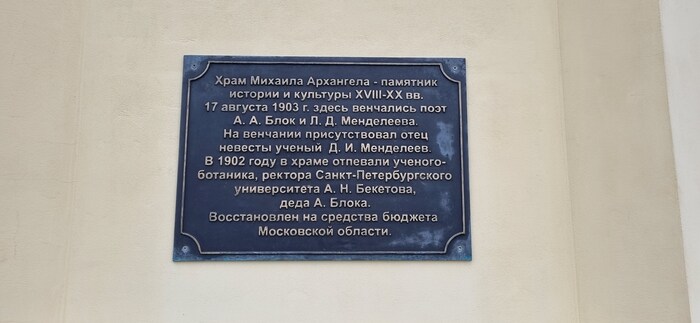 Храм Михаила Архангела - памятник
истории и культуры XVIII-XX вв.
17 августа 1903 г. здесь венчались поэт
А. А. Блок и Л. Д. Менделеева.
На венчании присутствовал отец
невесты ученый Д. И. Менделеев.
В 1902 году в храме отпевали ученого-
ботаника, ректора Санкт-Петербургского
университета А. Н. Бекетова,
деда А. Блока.
Восстановлен на средства бюджета
Московской области.